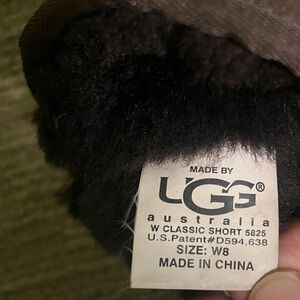 MADE BY
UGG®
australia
W CLASSIC SHORT 5825
U.S.Patent#D594,638
SIZE: W8
MADE IN CHINA